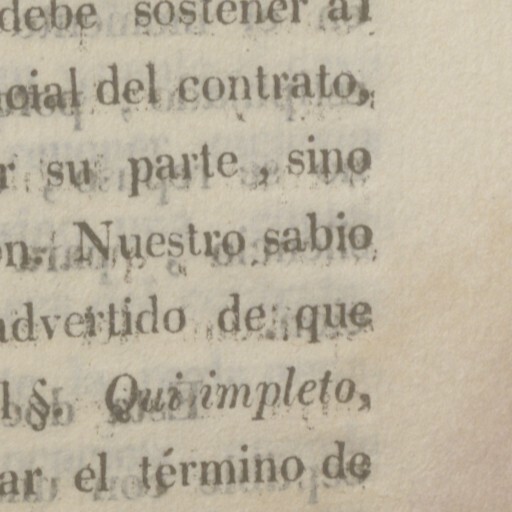 debe sostener al
cial del contrato,
r su parte, sino
on. Nuestro sabio
advertido de que
l §. Qui impleto,
ar el término de